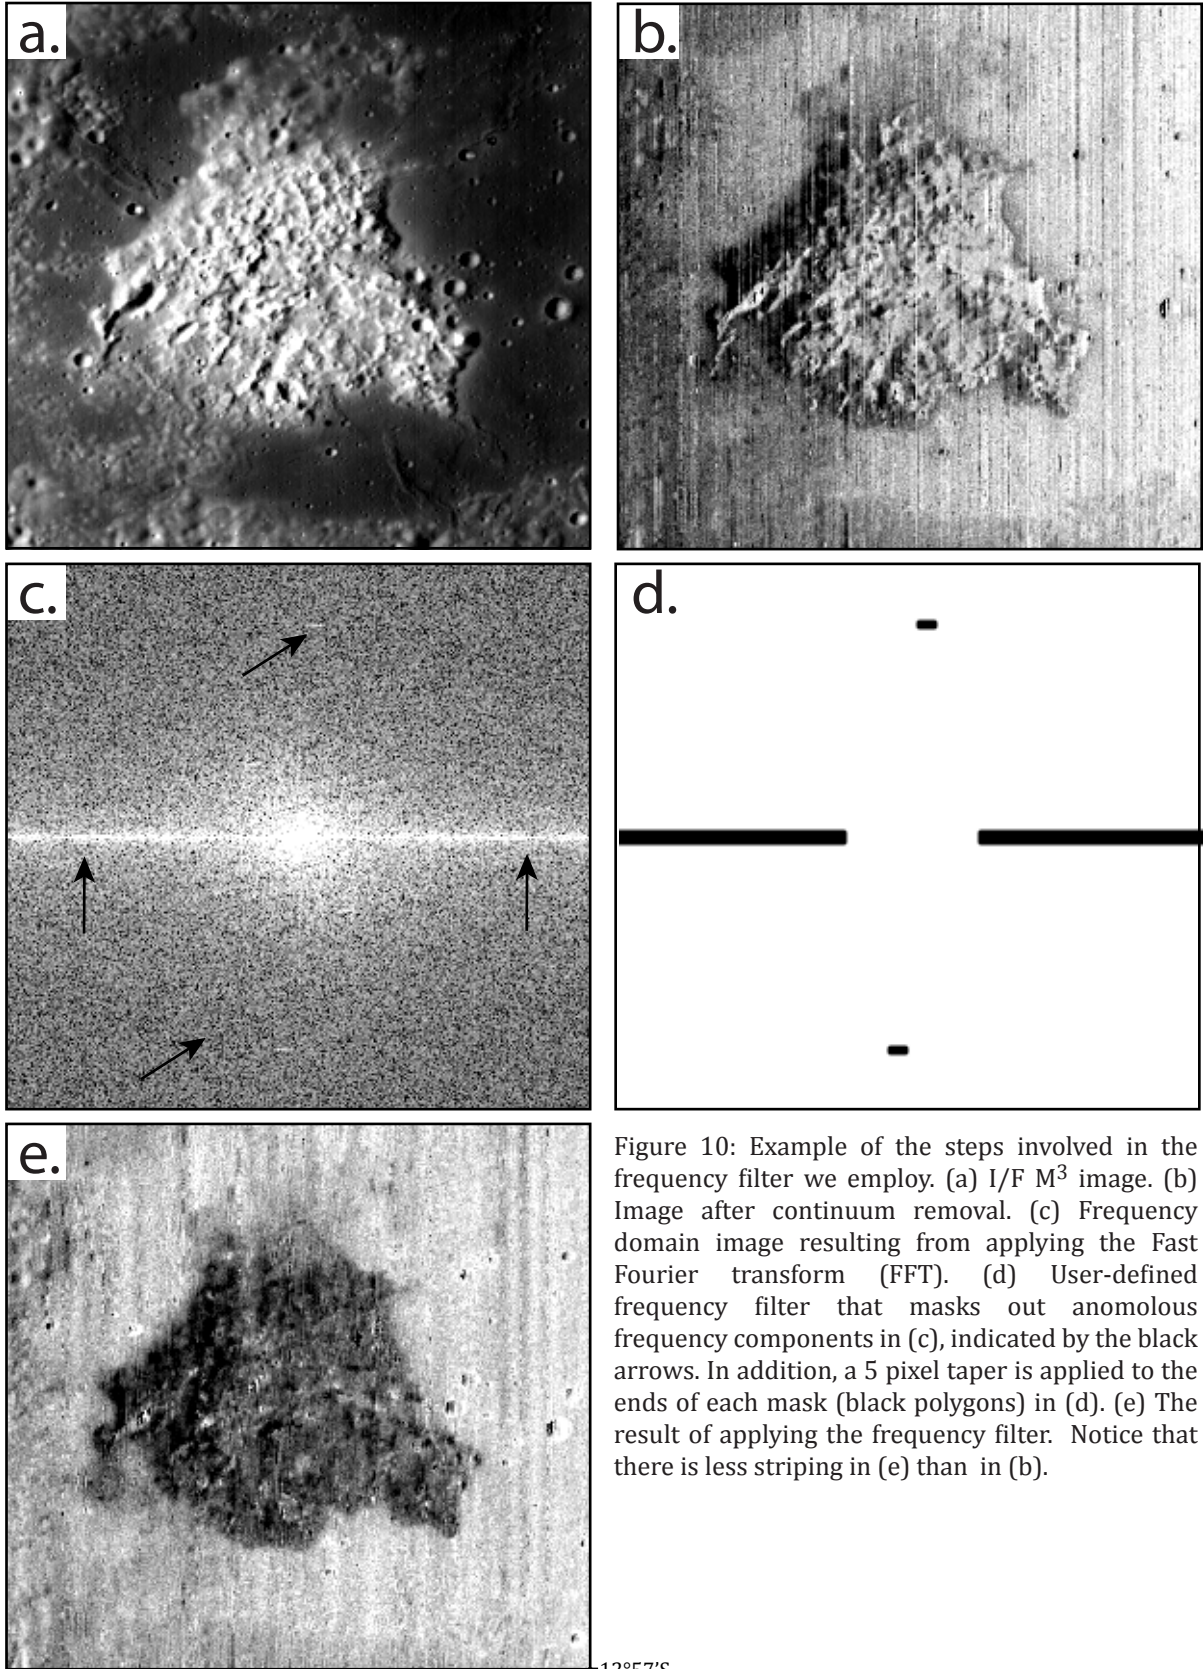 a.
b.
c.
d.
e.
Figure 10: Example of the steps involved in the
frequency filter we employ. (a) I/F M³ image. (b)
Image after continuum removal. (c) Frequency
domain image resulting from applying the Fast
Fourier transform (FFT). (d) User-defined
frequency filter that masks out anomolous
frequency components in (c), indicated by the black
arrows. In addition, a 5 pixel taper is applied to the
ends of each mask (black polygons) in (d). (e) The
result of applying the frequency filter. Notice that
there is less striping in (e) than in (b).